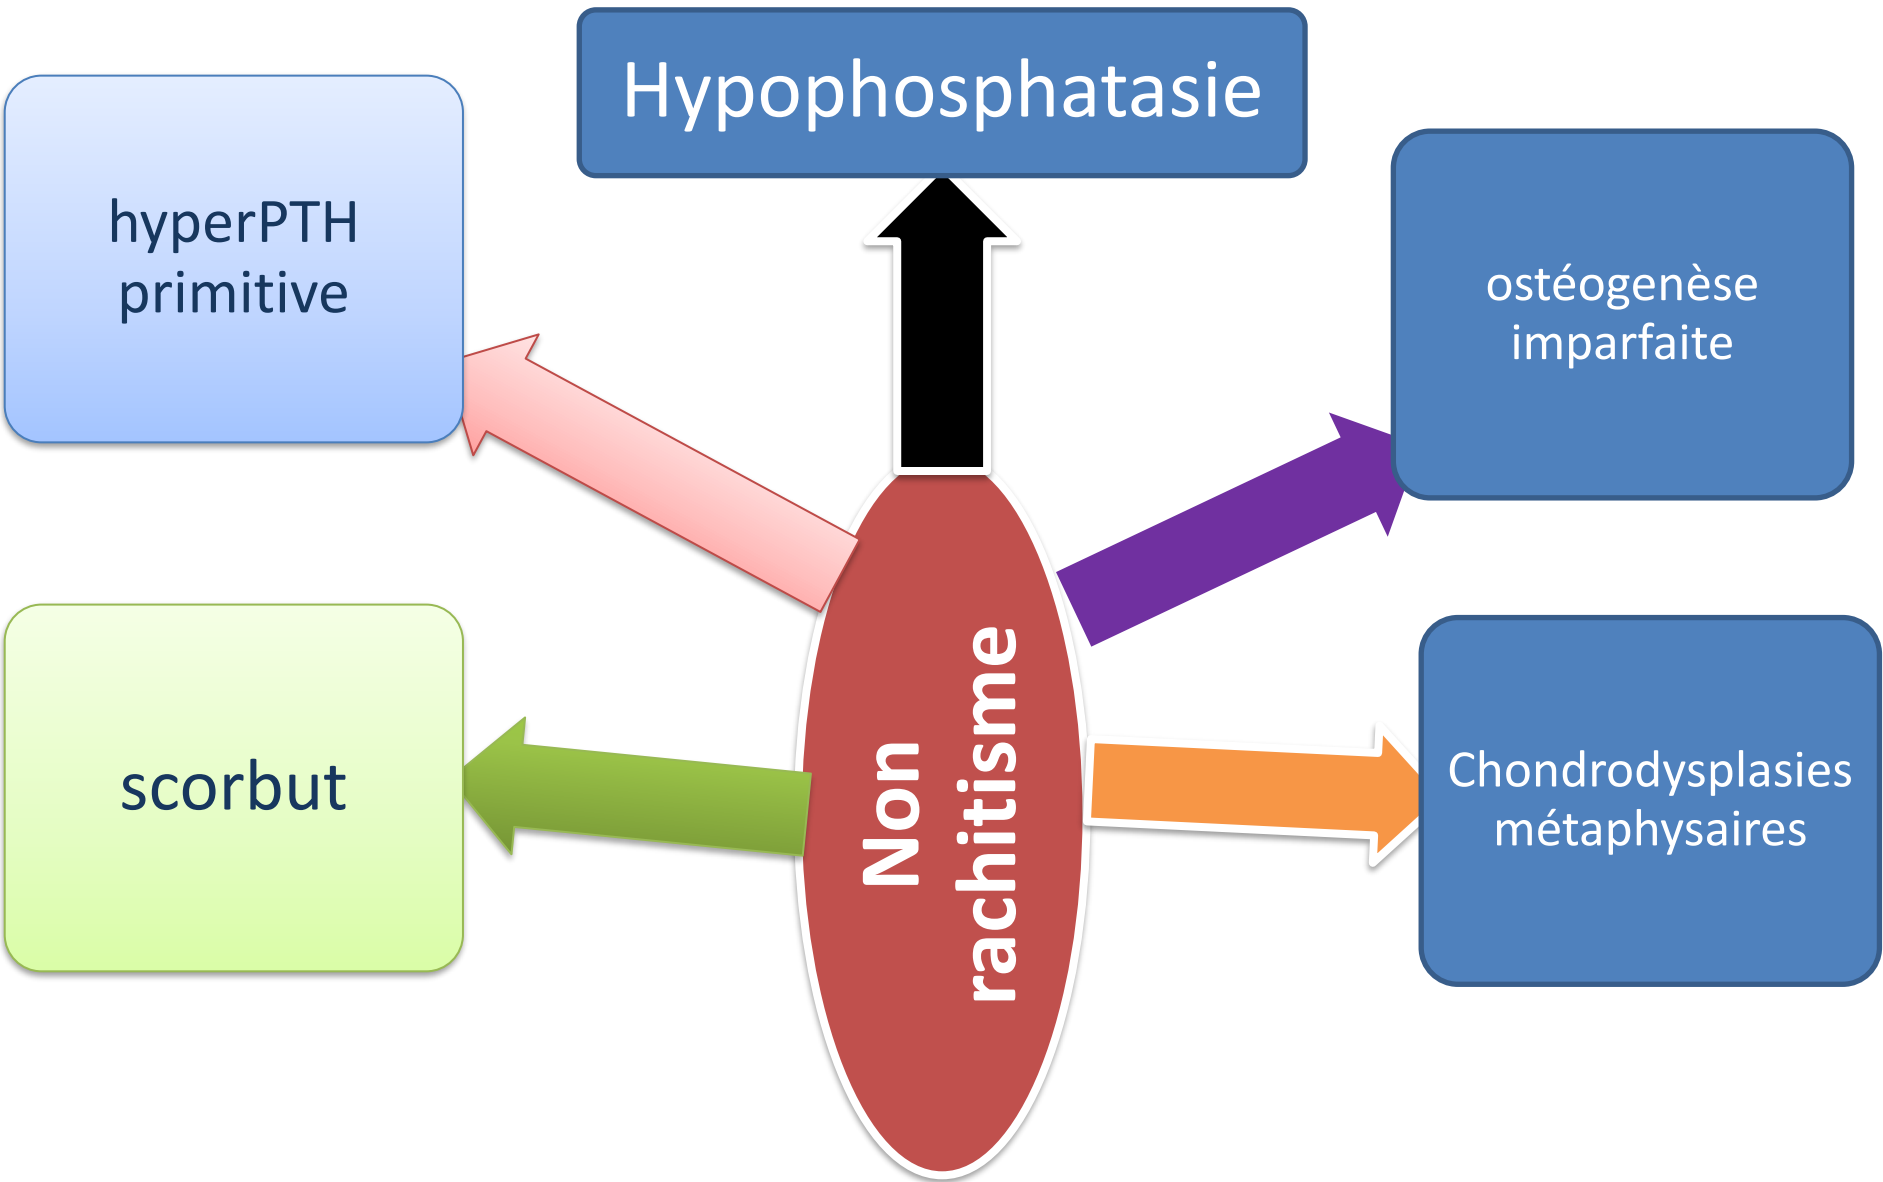 Hypophosphatasie
hyperPTH
primitive
ostéogenèse
imparfaite
scorbut
Non
rachitisme
Chondrodysplasies
métaphysaires